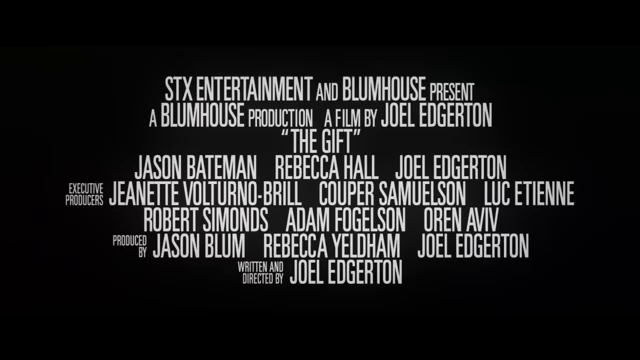 STX ENTERTAINMENT AND BLUMHOUSE PRESENT
A BLUMHOUSE PRODUCTION A FILM BY JOEL EDGERTON
"THE GIFT"
JASON BATEMAN REBECCA HALL JOEL EDGERTON
EXECUTIVE PRODUCERS JEANETTE VOLTURNO-BRILL COUPER SAMUELSON LUC ETIENNE
ROBERT SIMONDS ADAM FOGELSON OREN AVIV
PRODUCED BY JASON BLUM REBECCA YELDHAM JOEL EDGERTON
WRITTEN AND DIRECTED BY JOEL EDGERTON